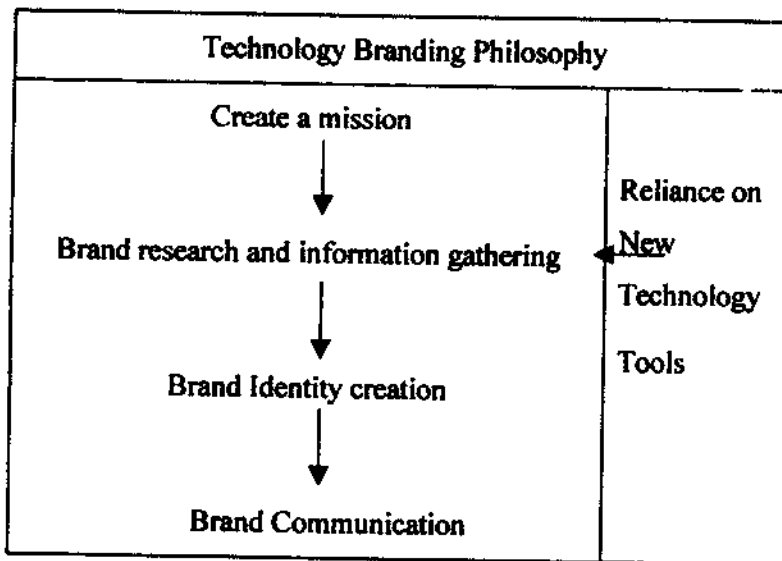 Technology Branding Philosophy
Create a mission
Brand research and information gathering
Brand Identity creation
Brand Communication
Reliance on
New
Technology
Tools